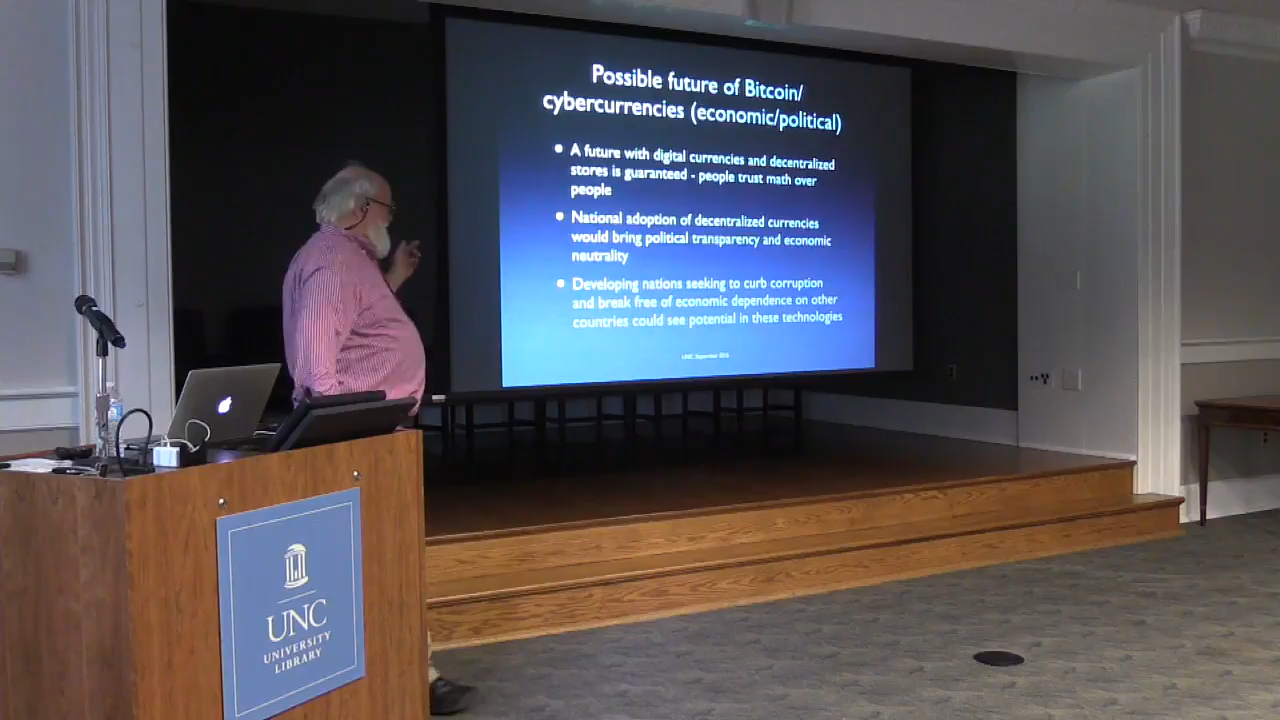 Possible future of Bitcoin/
cybercurrencies (economic/political)
• A future with digital currencies and decentralized
stores is guaranteed - people trust math over
people
• National adoption of decentralized currencies
would bring political transparency and economic
neutrality
• Developing nations seeking to curb corruption
and break free of economic dependence on other
countries could see potential in these technologies
UNC, September 2016
UNC
UNIVERSITY
LIBRARY